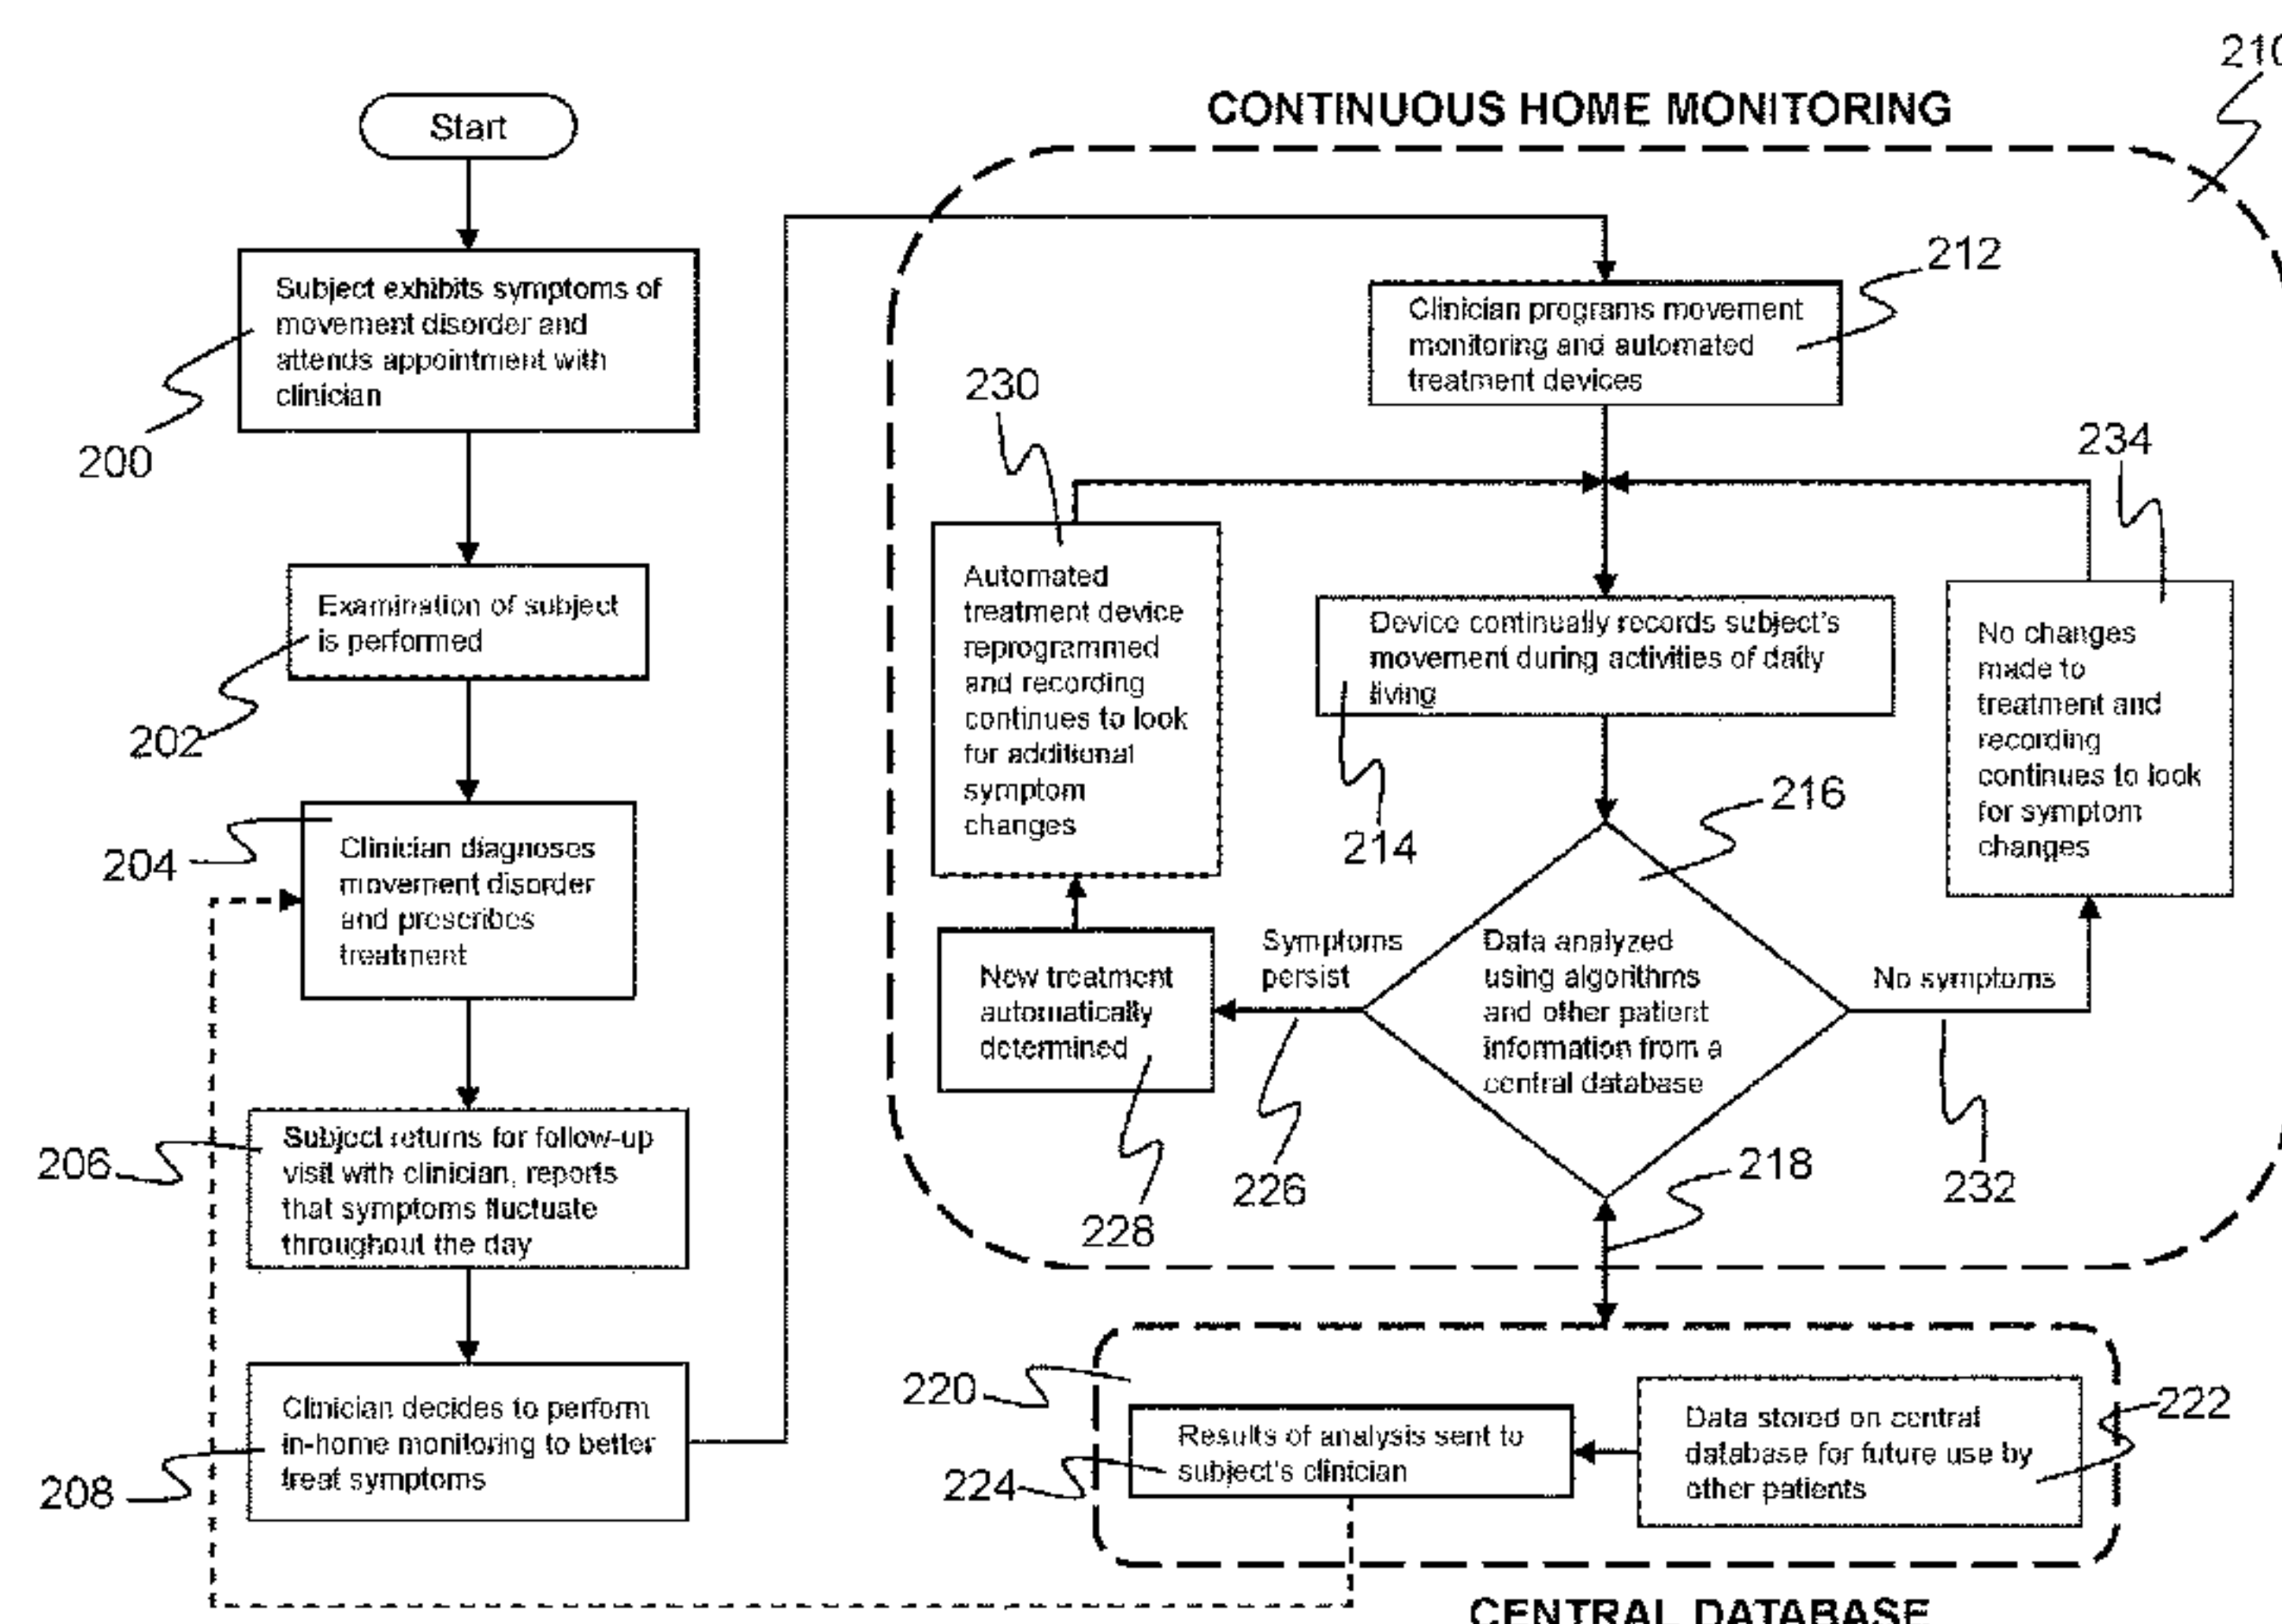 Start
Subject exhibits symptoms of
movement disorder and
attends appointment with
clinician
200
Examination of subject
is performed
202
Clinician diagnoses
movement disorder
and prescribes
treatment
204
Subject returns for follow-up
visit with clinician, reports
that symptoms fluctuate
throughout the day
206
Clinician decides to perform
in-home monitoring to better
treat symptoms
208
CONTINUOUS HOME MONITORING
210
Clinician programs movement
monitoring and automated
treatment devices
212
230
Automated
treatment device
reprogrammed
and recording
continues to look
for additional
symptom
changes
Device continually records subject's
movement during activities of daily
living
214
234
No changes
made to
treatment and
recording
continues to look
for symptom
changes
216
Data analyzed
using algorithms
and other patient
information from a
central database
Symptoms
persist
226
New treatment
automatically
determined
228
No symptoms
232
218
220
Results of analysis sent to
subject's clinician
224
Data stored on central
database for future use by
other patients
222
CENTRAL DATABASE